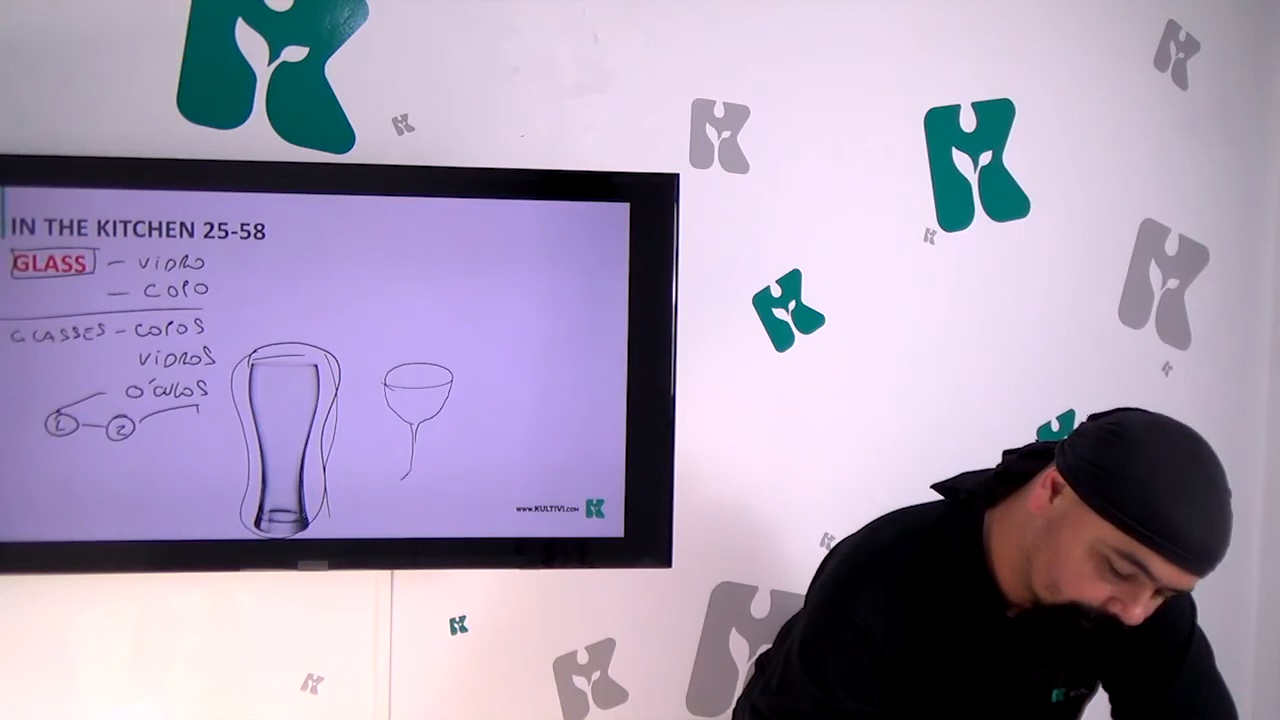 IN THE KITCHEN 25-58
GLASS - VIDRO
- COPO
GLASSES - COPOS
VIDROS
ÓCULOS
1 2
WWW.KULTIVI.COM